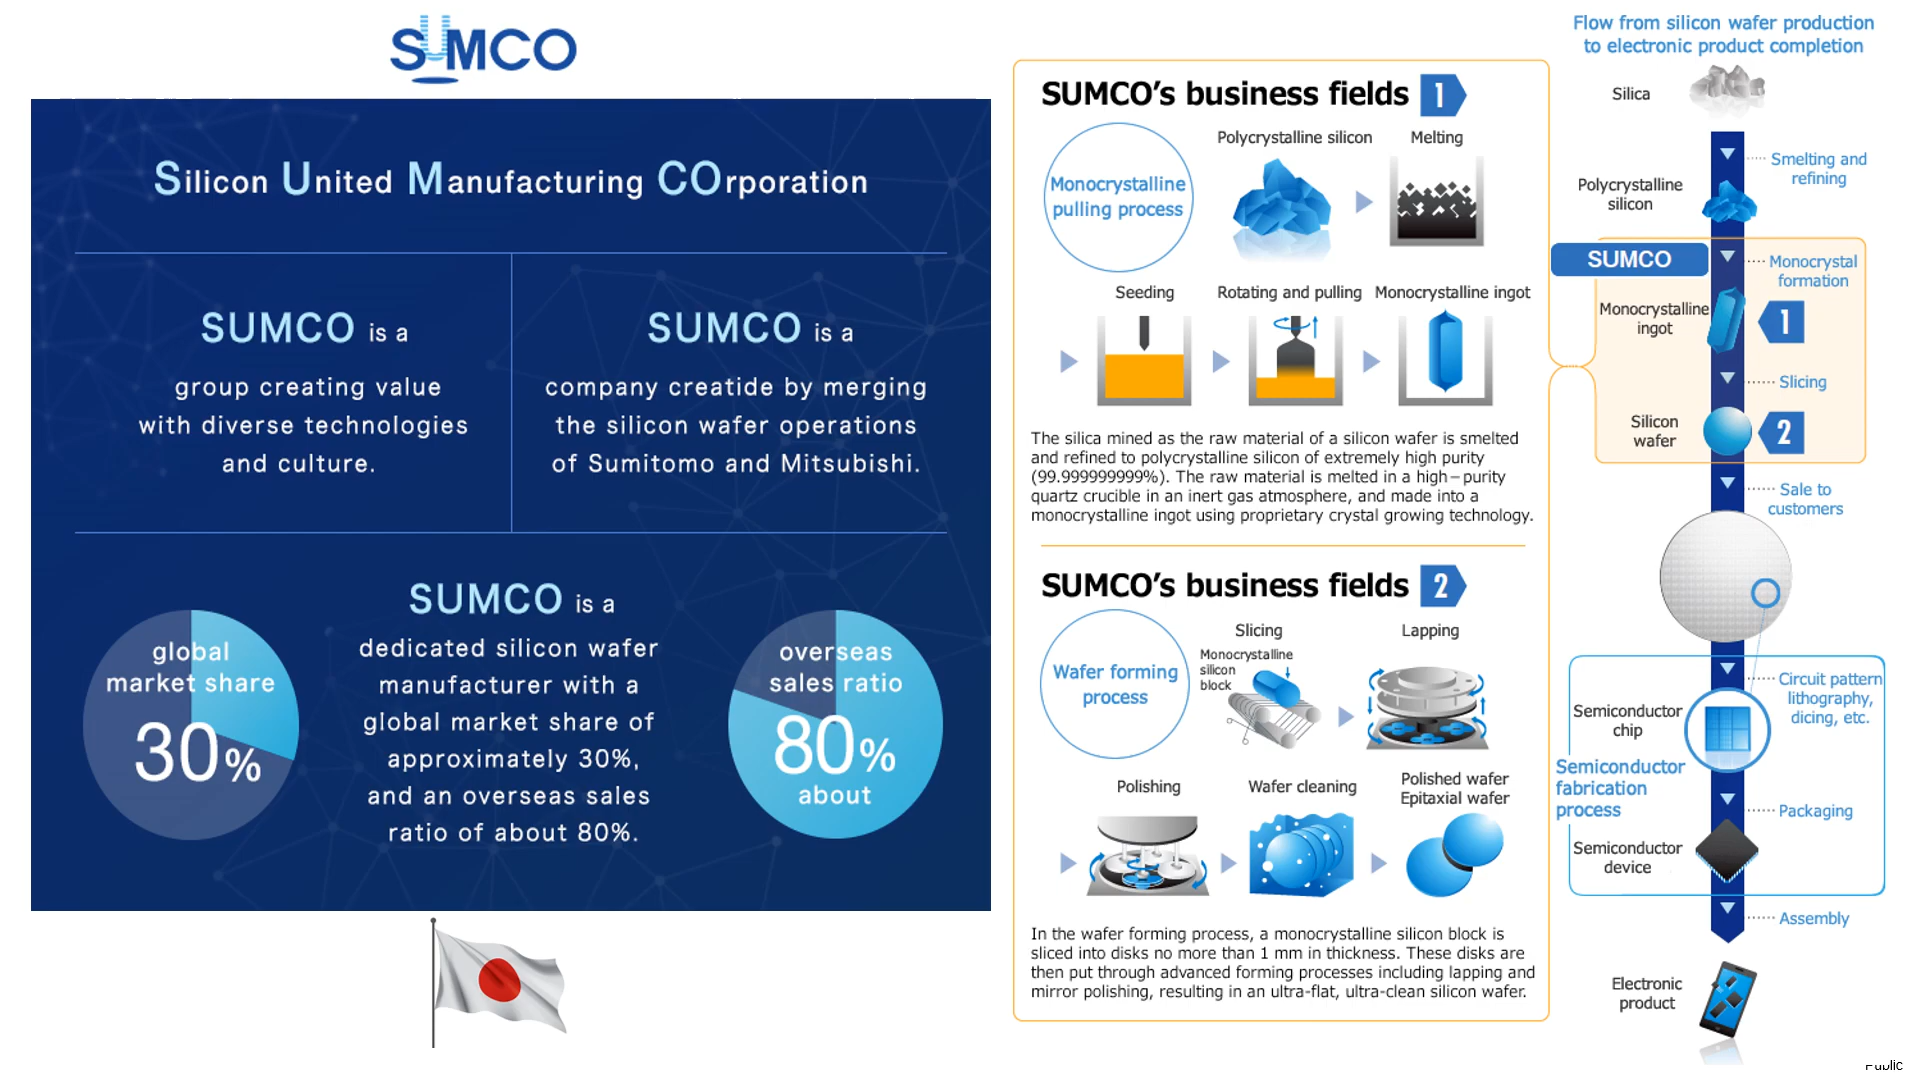 SUMCO
Silicon United Manufacturing COrporation
SUMCO is a
group creating value
with diverse technologies
and culture.
SUMCO is a
company creatide by merging
the silicon wafer operations
of Sumitomo and Mitsubishi.
global
market share
30%
SUMCO is a
dedicated silicon wafer
manufacturer with a
global market share of
approximately 30%,
and an overseas sales
ratio of about 80%.
overseas
sales ratio
80%
about
SUMCO's business fields 1
Monocrystalline
pulling process
Polycrystalline silicon
Melting
Seeding
Rotating and pulling
Monocrystalline ingot
The silica mined as the raw material of a silicon wafer is smelted
and refined to polycrystalline silicon of extremely high purity
(99.999999999%). The raw material is melted in a high-purity
quartz crucible in an inert gas atmosphere, and made into a
monocrystalline ingot using proprietary crystal growing technology.
SUMCO's business fields 2
Wafer forming
process
Slicing
Monocrystalline
silicon
block
Lapping
Polishing
Wafer cleaning
Polished wafer
Epitaxial wafer
In the wafer forming process, a monocrystalline silicon block is
sliced into disks no more than 1 mm in thickness. These disks are
then put through advanced forming processes including lapping and
mirror polishing, resulting in an ultra-flat, ultra-clean silicon wafer.
Flow from silicon wafer production
to electronic product completion
Silica
Smelting and
refining
Polycrystalline
silicon
SUMCO
Monocrystal
formation
Monocrystalline
ingot
1
Slicing
Silicon
wafer
2
Sale to
customers
Circuit pattern
lithography,
dicing, etc.
Semiconductor
chip
Semiconductor
fabrication
process
Packaging
Semiconductor
device
Assembly
Electronic
product
Public